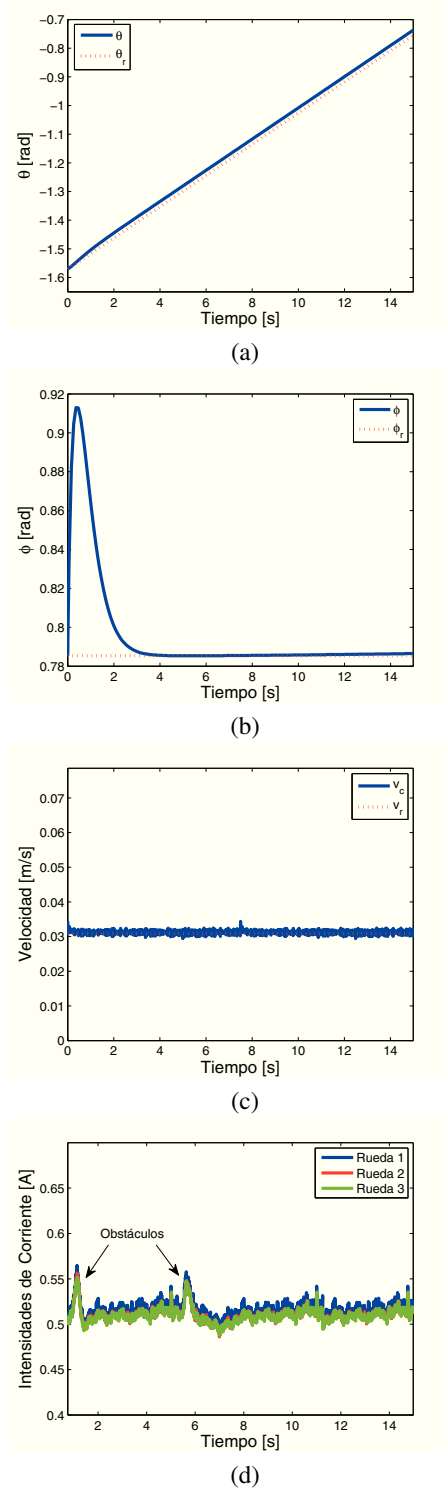 −0.7
θ
θr
−0.8
−0.9
−1
−1.1
−1.2
−1.3
−1.4
−1.5
−1.6
θ [rad]
0 2 4 6 8 10 12 14
Tiempo [s]
(a)
0.92
ϕ
ϕr
0.9
0.88
0.86
0.84
0.82
0.8
0.78
ϕ [rad]
0 2 4 6 8 10 12 14
Tiempo [s]
(b)
vc
vr
0.07
0.06
0.05
0.04
0.03
0.02
0.01
0
Velocidad [m/s]
0 2 4 6 8 10 12 14
Tiempo [s]
(c)
Rueda 1
Rueda 2
Rueda 3
0.65
0.6
Obstáculos
0.55
0.5
0.45
0.4
Intensidades de Corriente [A]
2 4 6 8 10 12 14
Tiempo [s]
(d)